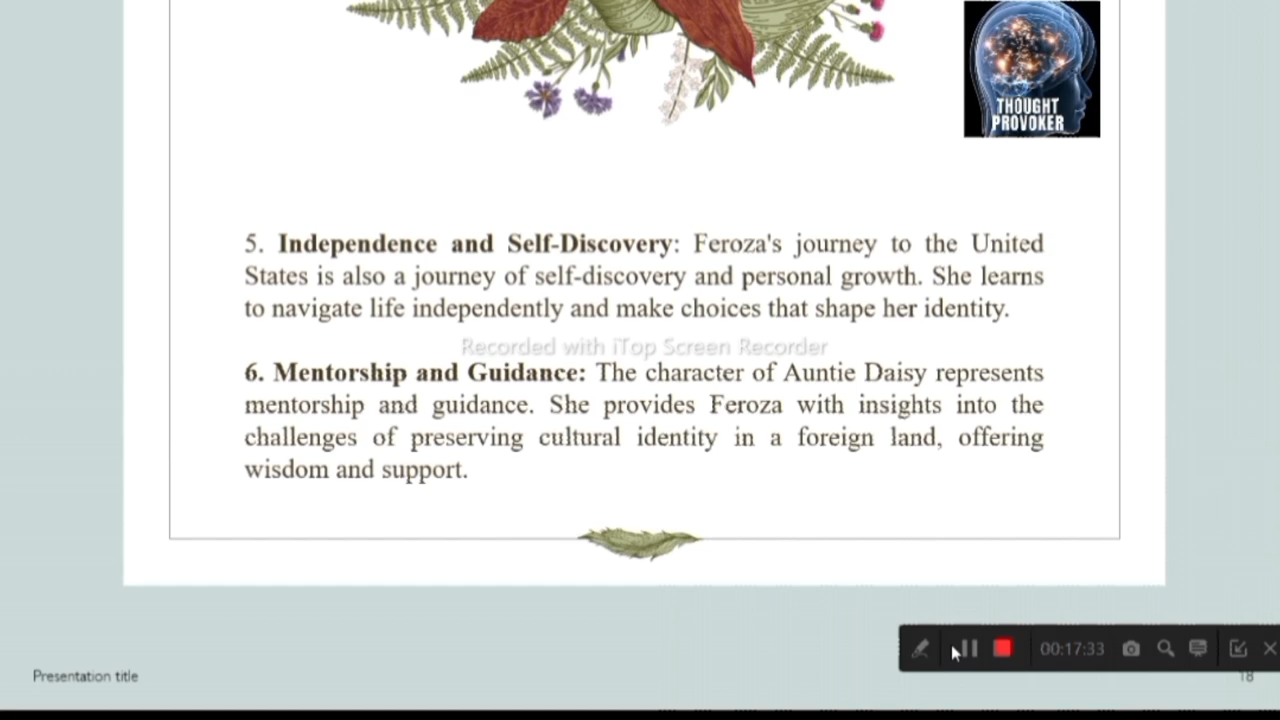 THOUGHT
PROVOKER
5. Independence and Self-Discovery: Feroza's journey to the United
States is also a journey of self-discovery and personal growth. She learns
to navigate life independently and make choices that shape her identity.
Recorded with iTop Screen Recorder
6. Mentorship and Guidance: The character of Auntie Daisy represents
mentorship and guidance. She provides Feroza with insights into the
challenges of preserving cultural identity in a foreign land, offering
wisdom and support.
00:17:33
Presentation title
18